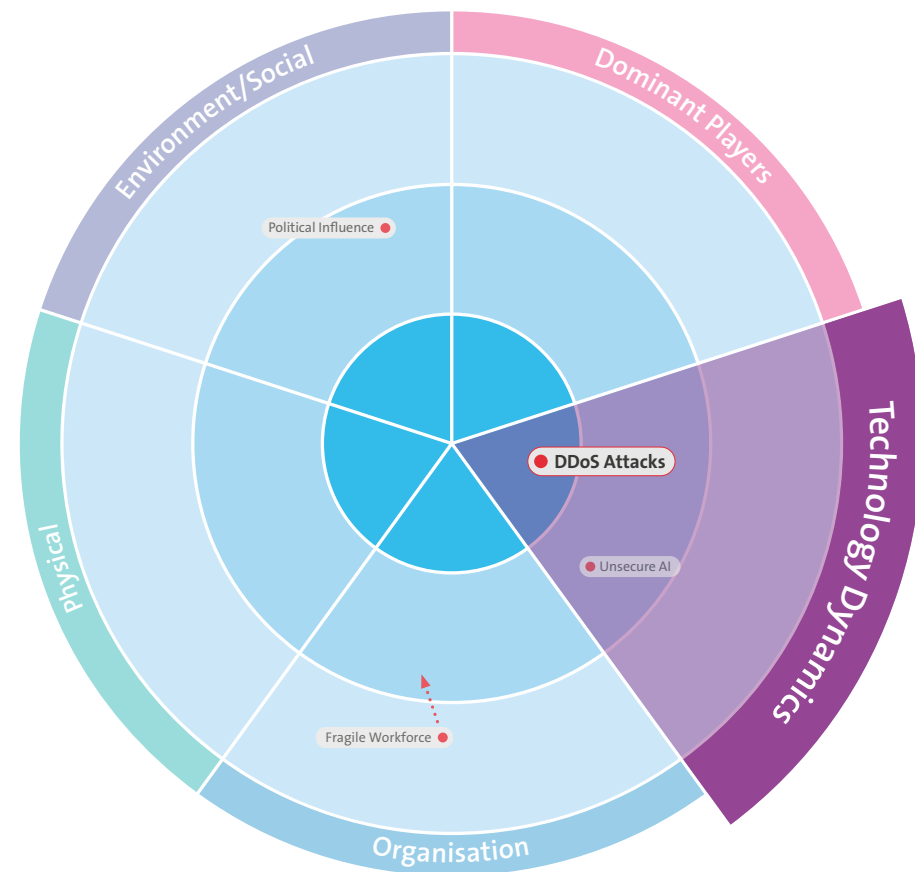 Environment/Social
Dominant Players
Political Influence
Technology Dynamics
DDoS Attacks
Unsecure AI
Physical
Fragile Workforce
Organisation